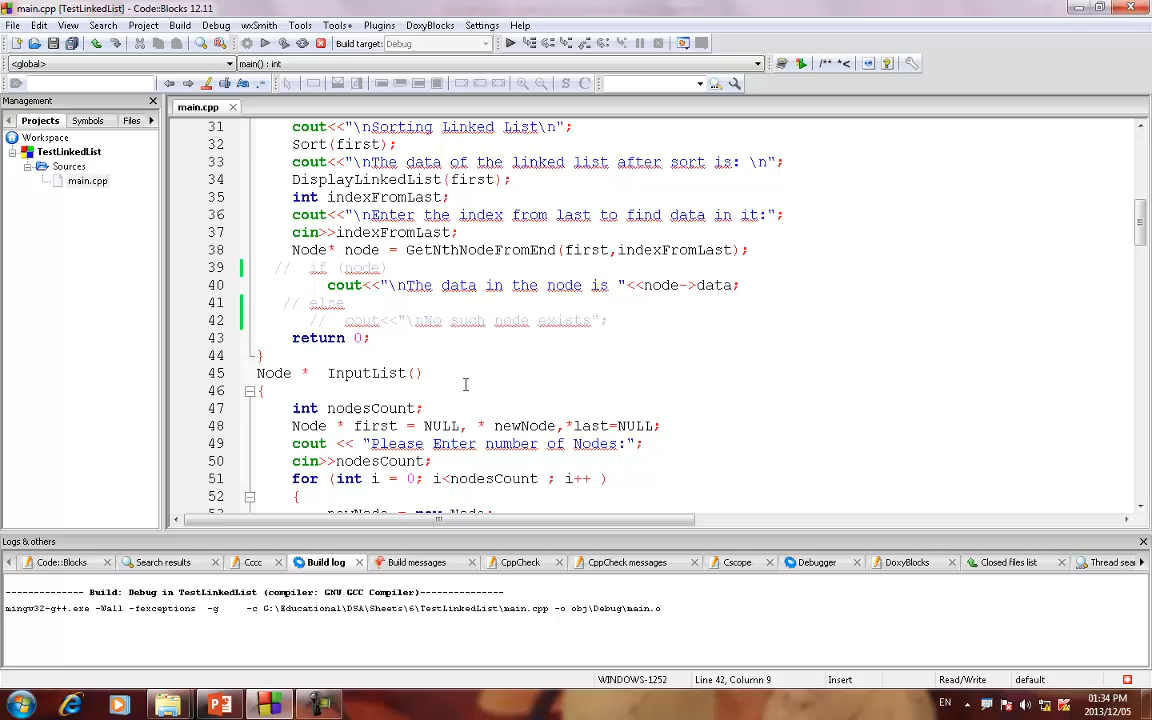 main.cpp [TestLinkedList] - Code::Blocks 12.11
File Edit View Search Project Build Debug wxSmith Tools Tools+ Plugins DoxyBlocks Settings Help
Build target: Debug
<global> main() : int /** *<
Management
main.cpp
Projects Symbols Files
Workspace
TestLinkedList
Sources
main.cpp
31 cout<<"\nSorting Linked List\n";
32 Sort(first);
33 cout<<"\nThe data of the linked list after sort is: \n";
34 DisplayLinkedList(first);
35 int indexFromLast;
36 cout<<"\nEnter the index from last to find data in it:";
37 cin>>indexFromLast;
38 Node* node = GetNthNodeFromEnd(first,indexFromLast);
39 // if (node)
40 cout<<"\nThe data in the node is "<<node->data;
41 // else
42 // cout<<"\nNo such node exists";
43 return 0;
44 }
45 Node * InputList()
46 {
47 int nodesCount;
48 Node * first = NULL, * newNode,*last=NULL;
49 cout << "Please Enter number of Nodes:";
50 cin>>nodesCount;
51 for (int i = 0; i<nodesCount ; i++ )
52 {
53 newNode = new Node;
Logs & others
Code::Blocks Search results Cccc Build log Build messages CppCheck CppCheck messages Cscope Debugger DoxyBlocks Closed files list Thread sear
-------------- Build: Debug in TestLinkedList (compiler: GNU GCC Compiler)---------------
mingw32-g++.exe -Wall -fexceptions -g -c G:\Educational\DSA\Sheets\6\TestLinkedList\main.cpp -o obj\Debug\main.o
WINDOWS-1252 Line 42, Column 9 Insert Read/Write default
EN 01:34 PM
2013/12/05